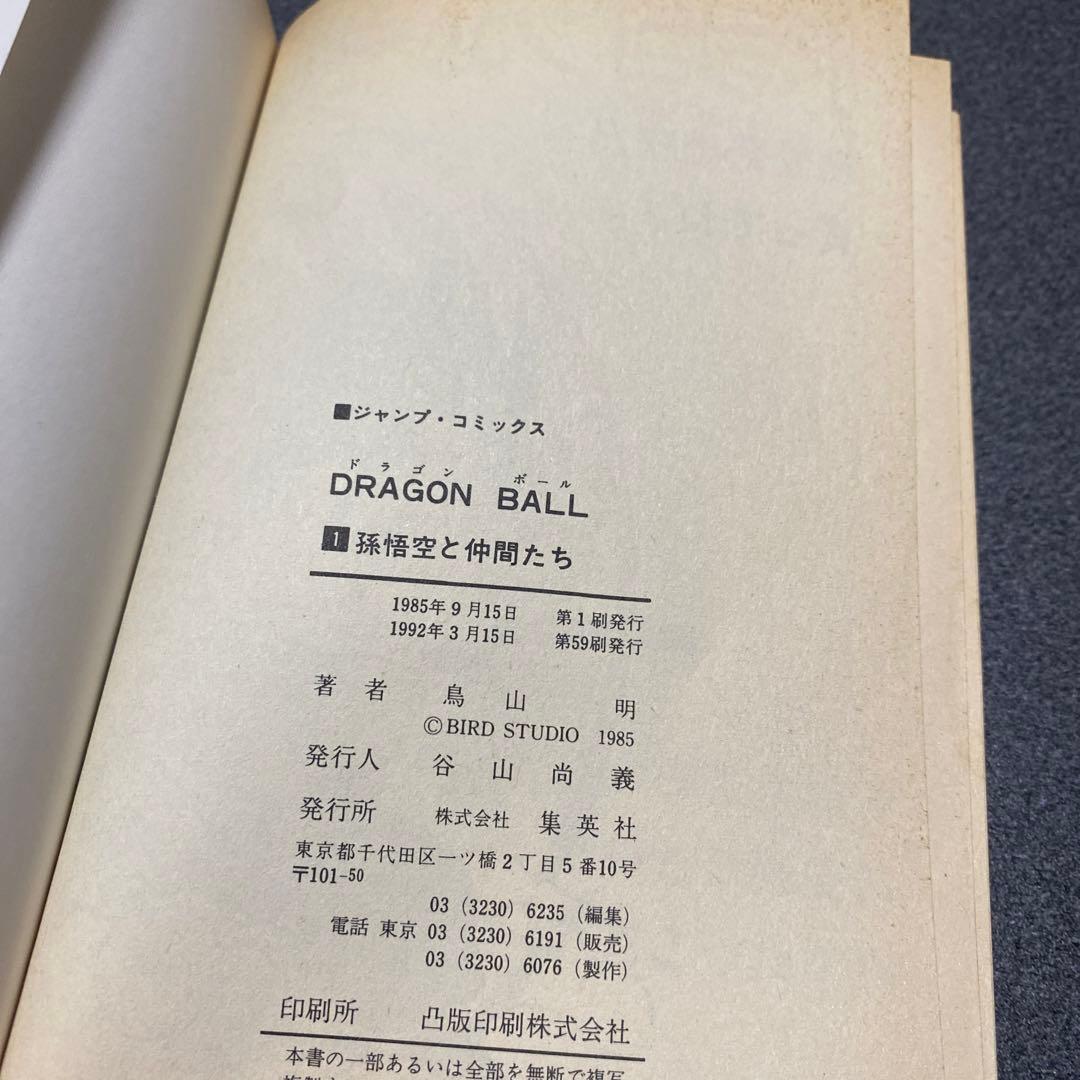 ■ジャンプ・コミックス
ドラゴン ボール
DRAGON BALL
1 孫悟空と仲間たち
1985年9月15日 第1刷発行
1992年3月15日 第59刷発行
著者 鳥山明
©BIRD STUDIO 1985
発行人 谷山尚義
発行所 株式会社 集英社
東京都千代田区一ツ橋2丁目5番10号
〒101-50
03 (3230) 6235 (編集)
電話 東京 03 (3230) 6191 (販売)
03 (3230) 6076 (製作)
印刷所 凸版印刷株式会社
本書の一部あるいは全部を無断で複写